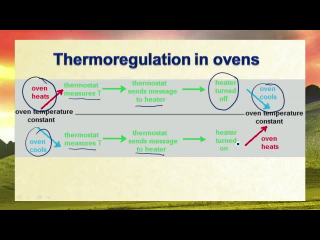 Thermoregulation in ovens
oven
heats
thermostat
measures T
thermostat
sends message
to heater
heater
turned
off
oven
cools
oven temperature
constant
oven temperature
constant
oven
cools
thermostat
measures T
thermostat
sends message
to heater
heater
turned
on
oven
heats